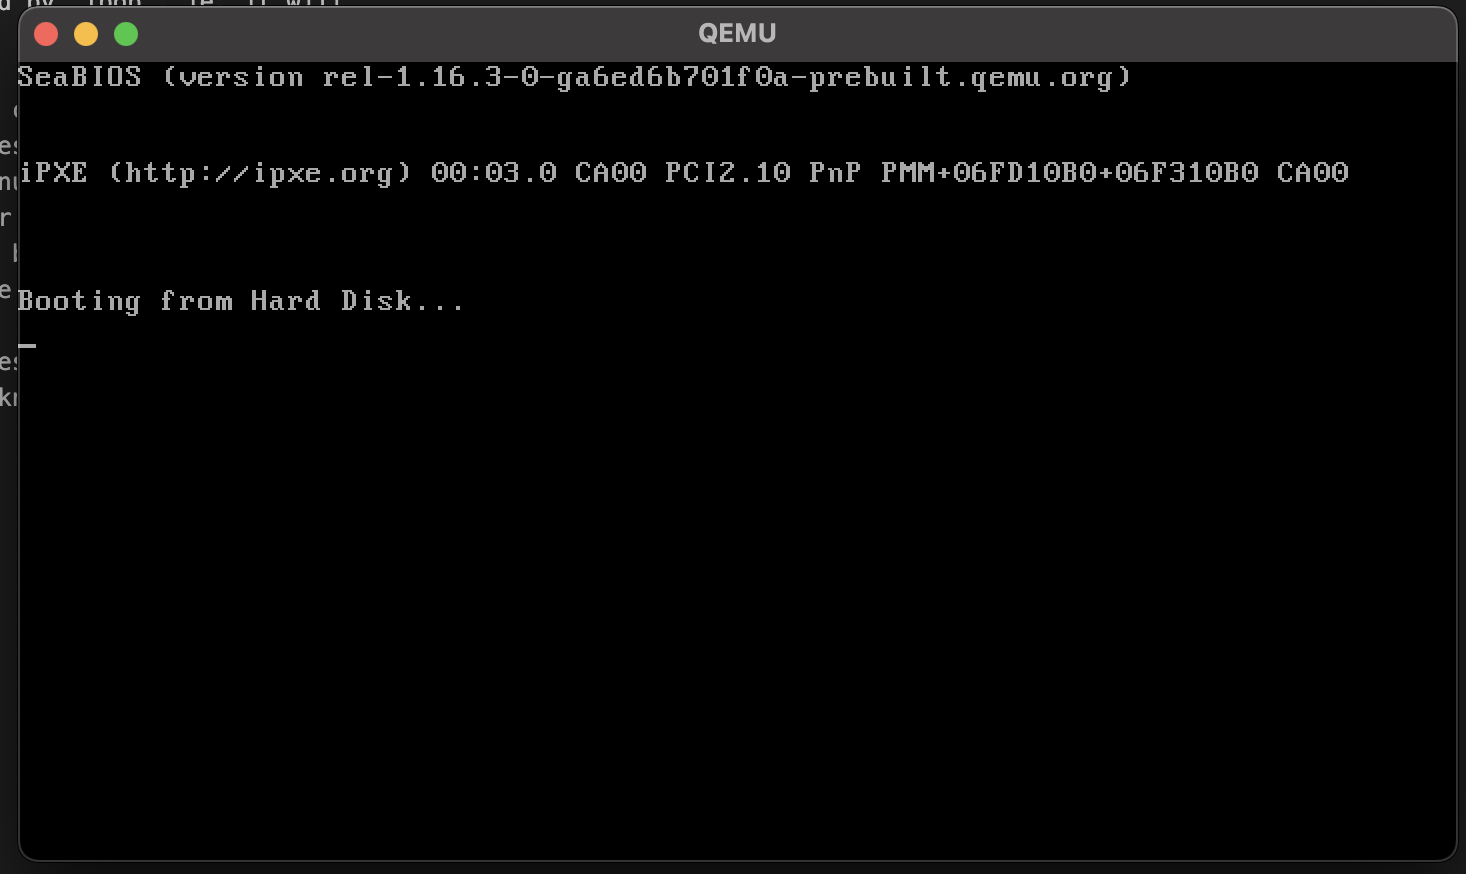 QEMU
SeaBIOS (version rel-1.16.3-0-ga6ed6b701f0a-prebuilt.qemu.org)
iPXE (http://ipxe.org) 00:03.0 CA00 PCI2.10 PnP PMM+06FD10B0+06F310B0 CA00
Booting from Hard Disk...